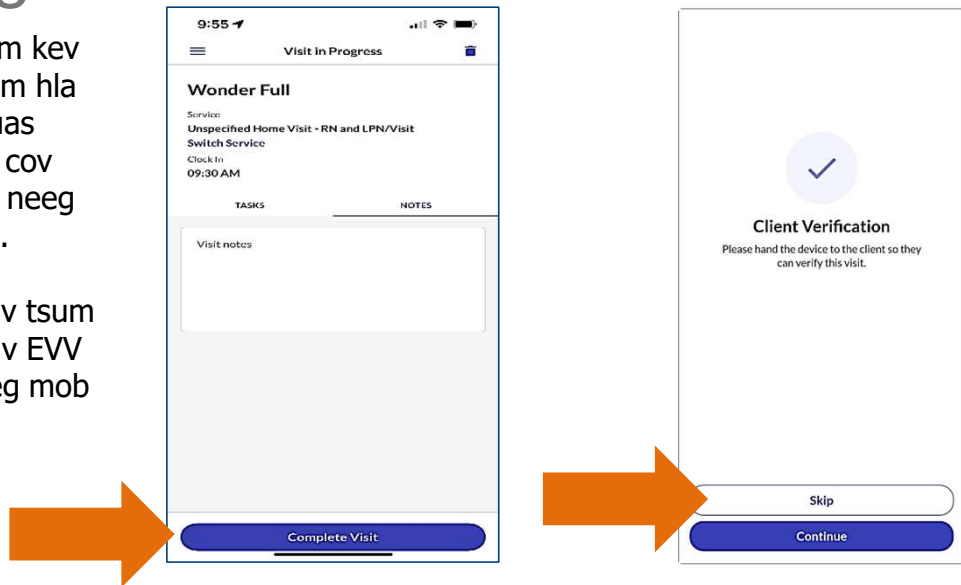 m kev
m hla
cov
neeg
.
v tsum
v EVV
mob
9:55
Visit in Progress
Wonder Full
Service
Unspecified Home Visit - RN and LPN/Visit
Switch Service
Clock In
09:30 AM
TASKS NOTES
Visit notes
Complete Visit
Client Verification
Please hand the device to the client so they
can verify this visit.
Skip
Continue